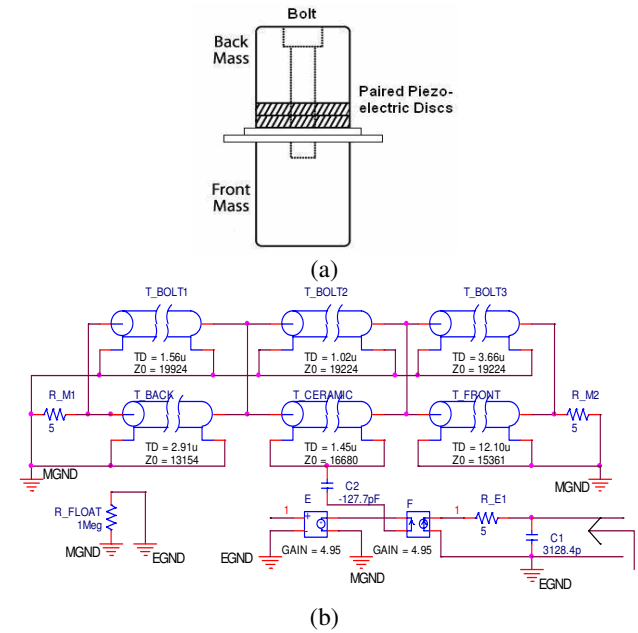 Bolt
Back
Mass
Paired Piezo-
electric Discs
Front
Mass
(a)
T_BOLT1
T_BOLT2
T_BOLT3
TD = 1.56u
Z0 = 19924
TD = 1.02u
Z0 = 19224
TD = 3.66u
Z0 = 19224
R_M1
5
T_BACK
T_CERAMIC
T_FRONT
R_M2
5
TD = 2.91u
Z0 = 13154
TD = 1.45u
Z0 = 16680
TD = 12.10u
Z0 = 15361
MGND
MGND
C2
-127.7pF
R_FLOAT
1Meg
MGND
EGND
1
E
F
1
R_E1
5
EGND
GAIN = 4.95
MGND
GAIN = 4.95
C1
3128.4p
EGND
(b)